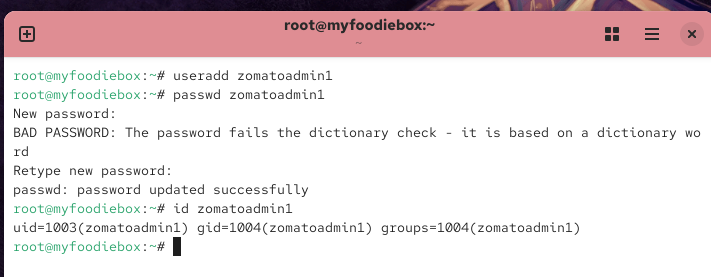 root@myfoodiebox:~
~
root@myfoodiebox:~# useradd zomatoadmin1
root@myfoodiebox:~# passwd zomatoadmin1
New password:
BAD PASSWORD: The password fails the dictionary check - it is based on a dictionary wo
rd
Retype new password:
passwd: password updated successfully
root@myfoodiebox:~# id zomatoadmin1
uid=1003(zomatoadmin1) gid=1004(zomatoadmin1) groups=1004(zomatoadmin1)
root@myfoodiebox:~#